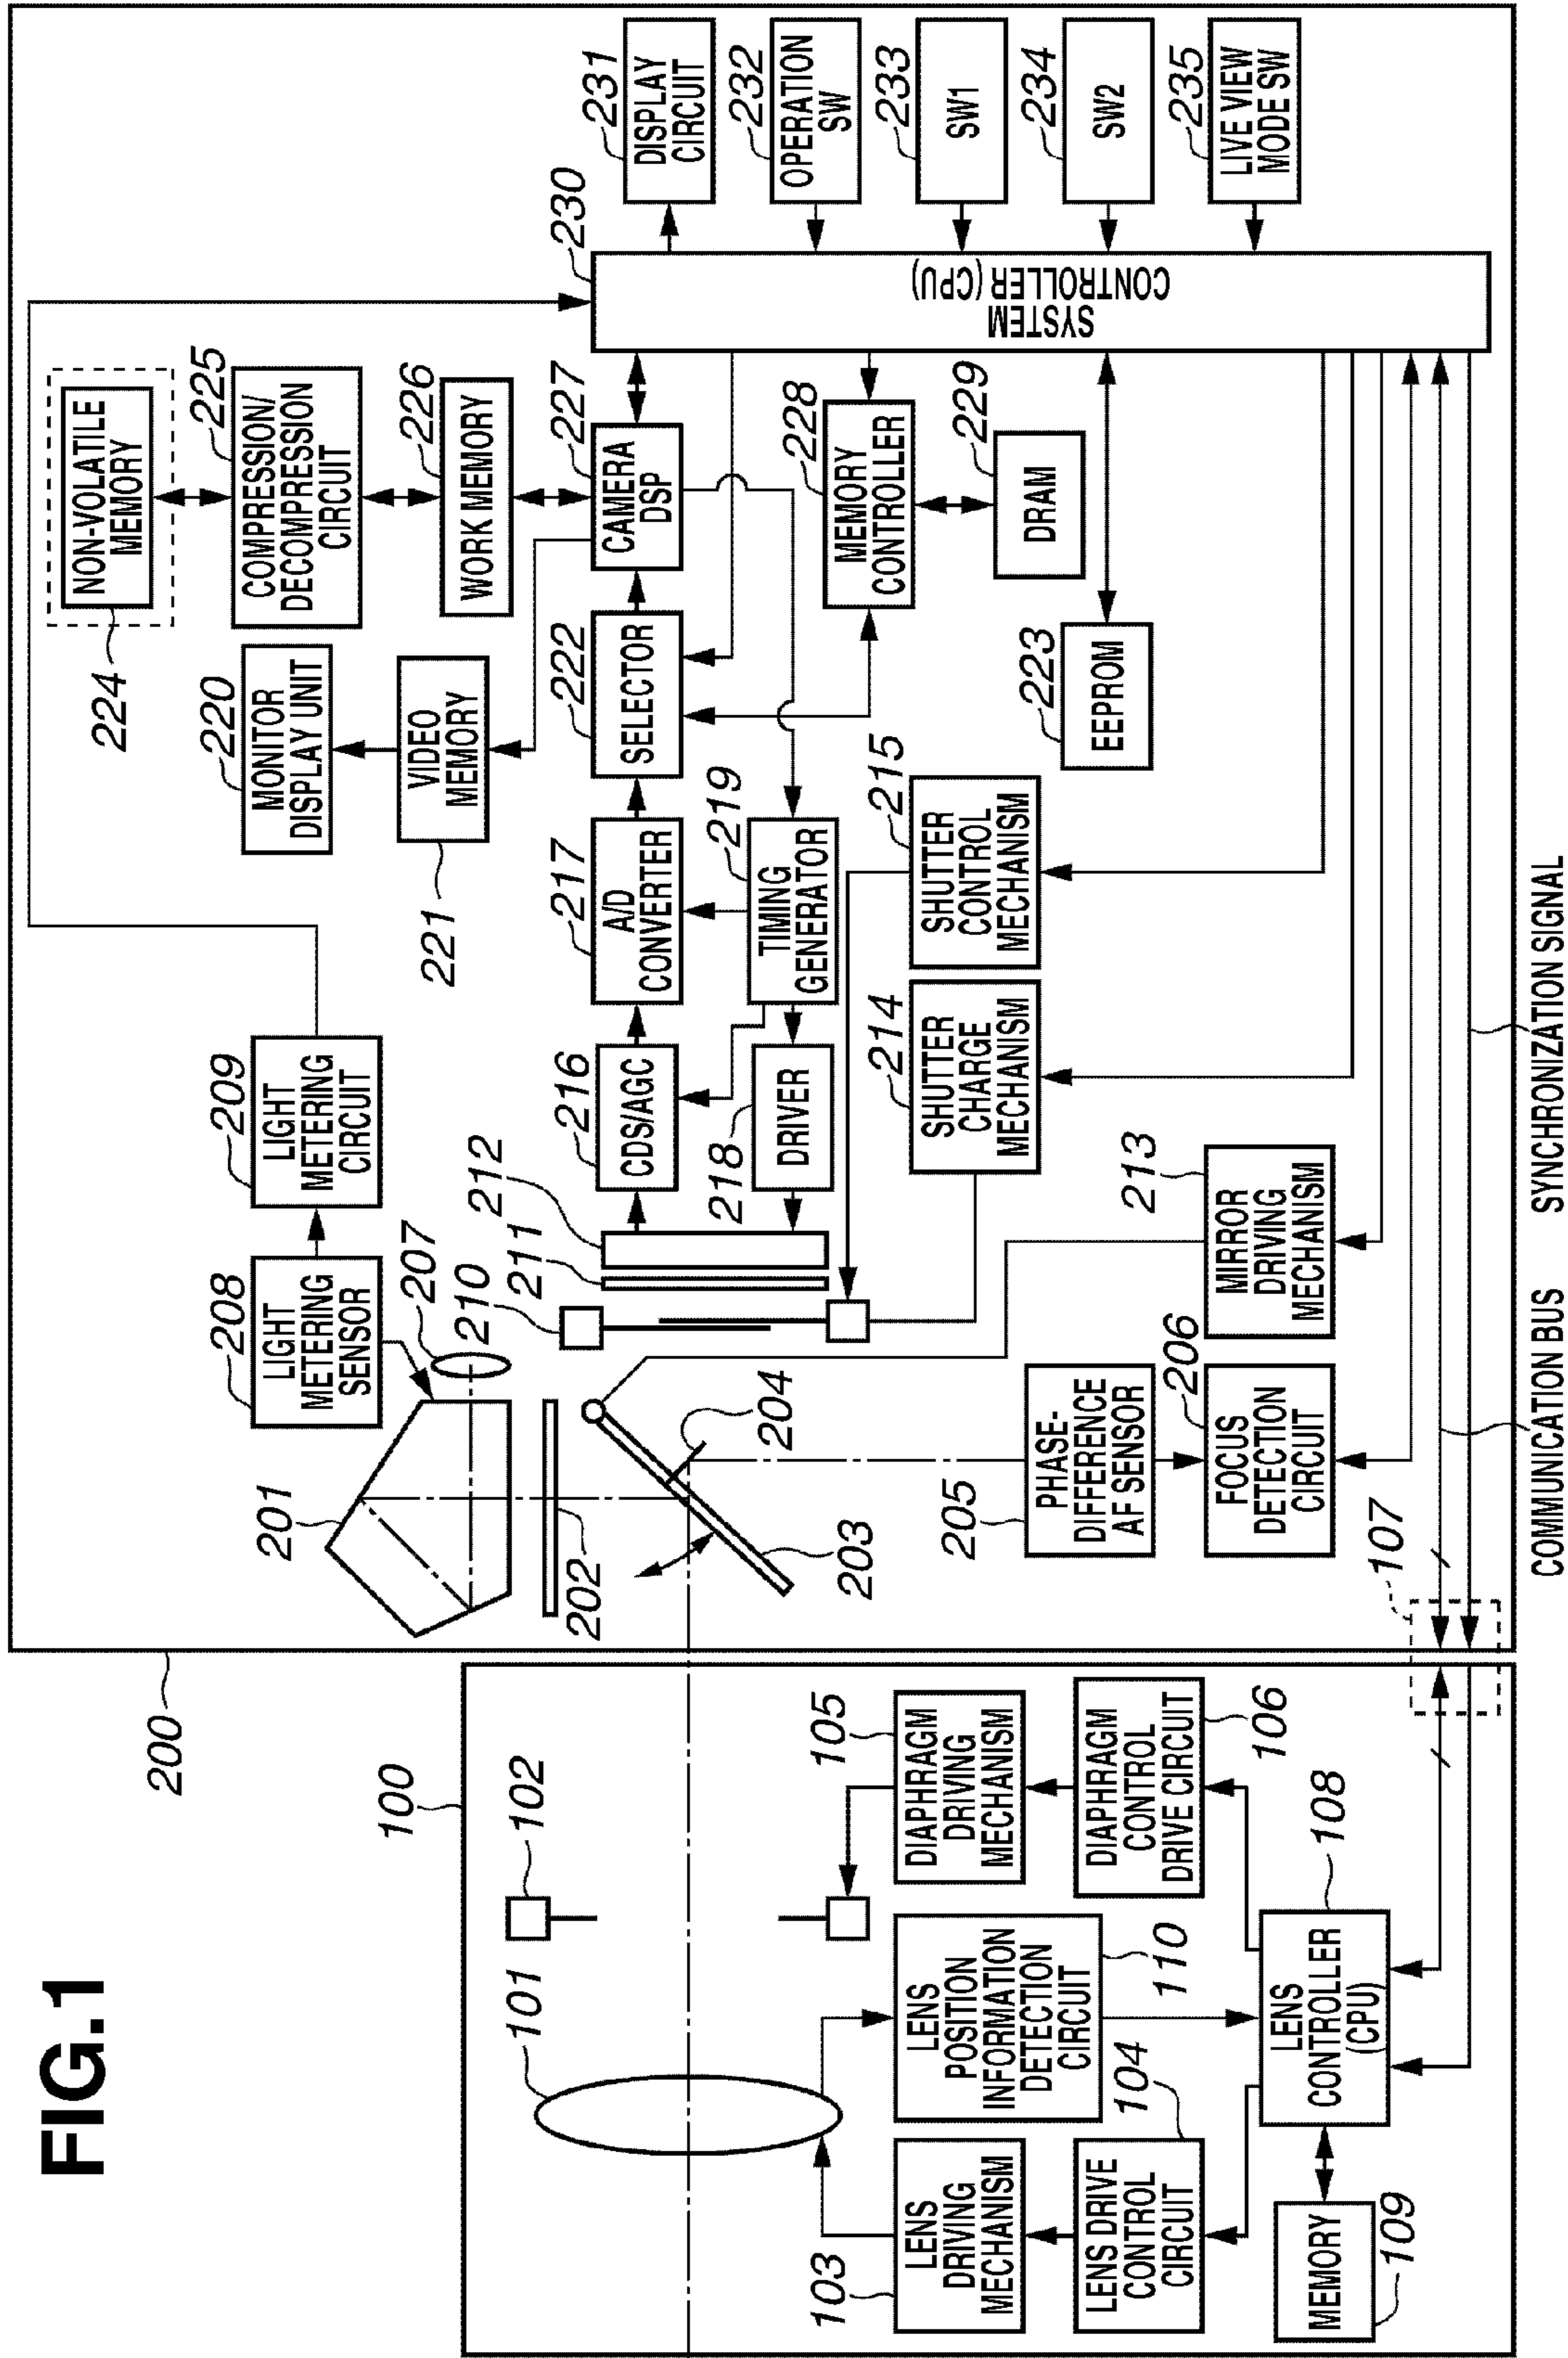 FIG.1
100
101
102
103
LENS
DRIVING
MECHANISM
104
LENS DRIVE
CONTROL
CIRCUIT
LENS
POSITION
INFORMATION
DETECTION
CIRCUIT
110
105
DIAPHRAGM
DRIVING
MECHANISM
DIAPHRAGM
CONTROL
DRIVE CIRCUIT
106
LENS
CONTROLLER
(CPU)
108
MEMORY
109
107
COMMUNICATION BUS
SYNCHRONIZATION SIGNAL
200
201
202
203
204
205
PHASE-
DIFFERENCE
AF SENSOR
206
FOCUS
DETECTION
CIRCUIT
207
208
LIGHT
METERING
SENSOR
209
LIGHT
METERING
CIRCUIT
210
211
212
213
MIRROR
DRIVING
MECHANISM
214
SHUTTER
CHARGE
MECHANISM
215
SHUTTER
CONTROL
MECHANISM
216
CDS/AGC
217
A/D
CONVERTER
218
DRIVER
219
TIMING
GENERATOR
220
MONITOR
DISPLAY UNIT
221
VIDEO
MEMORY
222
SELECTOR
223
EEPROM
224
NON-VOLATILE
MEMORY
225
COMPRESSION/
DECOMPRESSION
CIRCUIT
226
WORK MEMORY
227
CAMERA
DSP
228
MEMORY
CONTROLLER
229
DRAM
230
SYSTEM
CONTROLLER (CPU)
231
DISPLAY
CIRCUIT
232
OPERATION
SW
233
SW1
234
SW2
235
LIVE VIEW
MODE SW